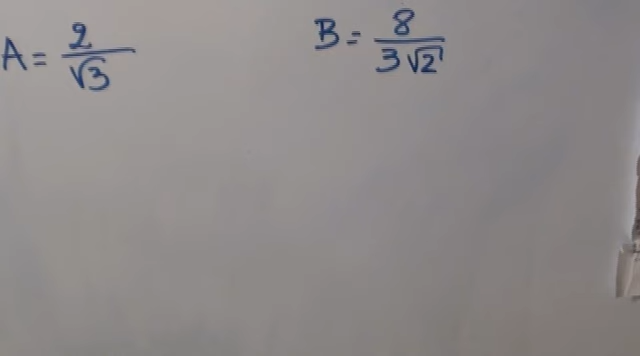 A = 2/√3
B = 8/3√2